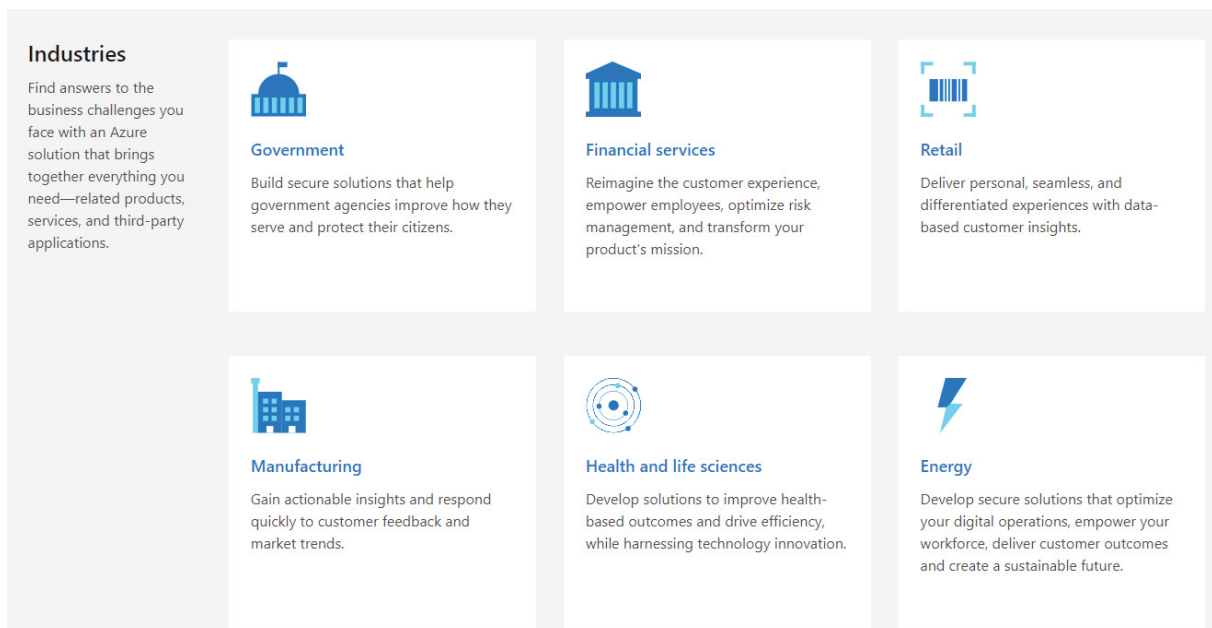 Industries
Find answers to the
business challenges you
face with an Azure
solution that brings
together everything you
need—related products,
services, and third-party
applications.
Government
Build secure solutions that help
government agencies improve how they
serve and protect their citizens.
Financial services
Reimagine the customer experience,
empower employees, optimize risk
management, and transform your
product's mission.
Retail
Deliver personal, seamless, and
differentiated experiences with data-
based customer insights.
Manufacturing
Gain actionable insights and respond
quickly to customer feedback and
market trends.
Health and life sciences
Develop solutions to improve health-
based outcomes and drive efficiency,
while harnessing technology innovation.
Energy
Develop secure solutions that optimize
your digital operations, empower your
workforce, deliver customer outcomes
and create a sustainable future.